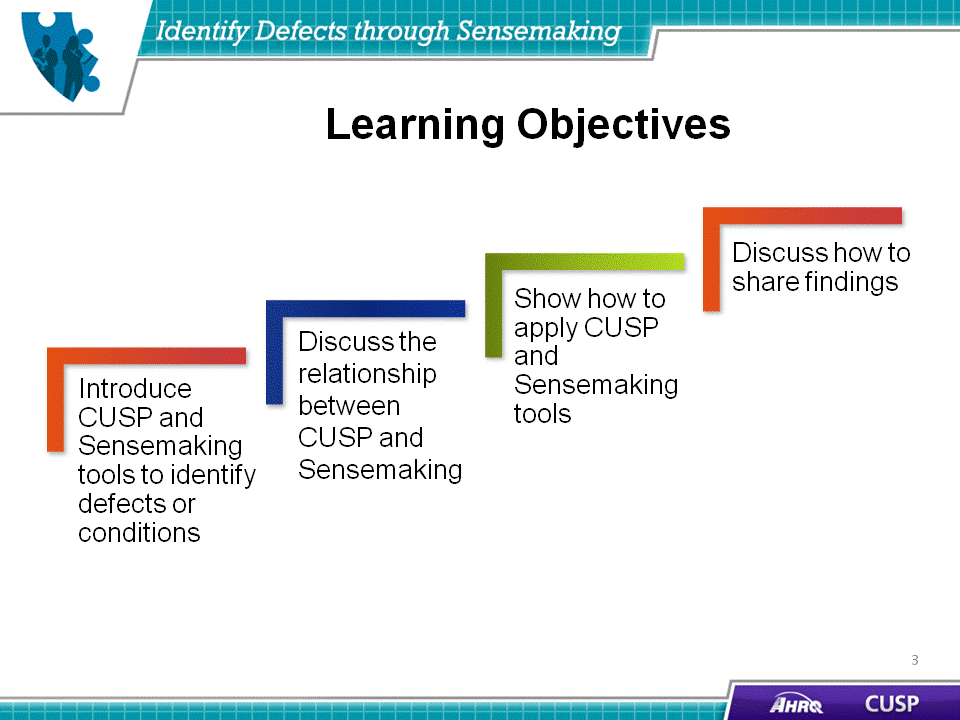 Identify Defects through Sensemaking
Learning Objectives
Introduce
CUSP and
Sensemaking
tools to identify
defects or
conditions
Discuss the
relationship
between
CUSP and
Sensemaking
Show how to
apply CUSP
and
Sensemaking
tools
Discuss how to
share findings
3
AHRQ
CUSP